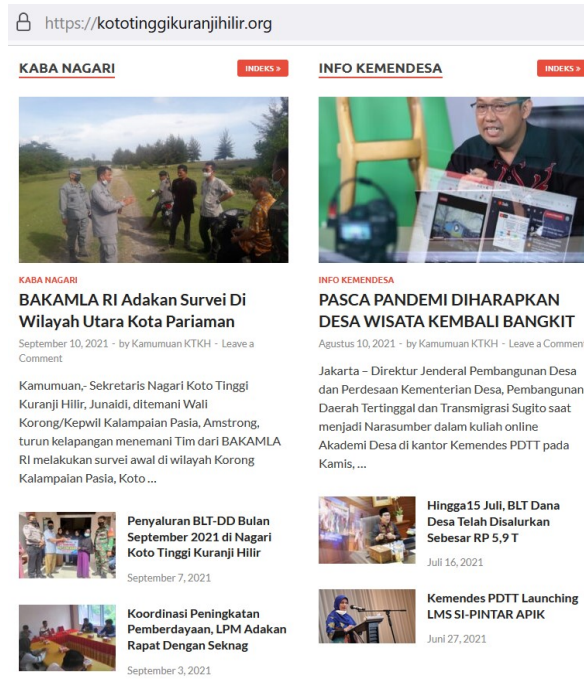 https://kototinggikuranjihilir.org
KABA NAGARI
INDEKS »
KABA NAGARI
BAKAMLA RI Adakan Survei Di
Wilayah Utara Kota Pariaman
September 10, 2021 - by Kamumuan KTKH - Leave a
Comment
Kamumuan,- Sekretaris Nagari Koto Tinggi
Kuranji Hilir, Junaidi, ditemani Wali
Korong/Kepwil Kalampaian Pasia, Amstrong,
turun kelapangan menemani Tim dari BAKAMLA
RI melakukan survei awal di wilayah Korong
Kalampaian Pasia, Koto ...
Penyaluran BLT-DD Bulan
September 2021 di Nagari
Koto Tinggi Kuranji Hilir
September 7, 2021
Koordinasi Peningkatan
Pemberdayaan, LPM Adakan
Rapat Dengan Seknag
September 3, 2021
INFO KEMENDESA
INDEKS »
INFO KEMENDESA
PASCA PANDEMI DIHARAPKAN
DESA WISATA KEMBALI BANGKIT
Agustus 10, 2021 - by Kamumuan KTKH - Leave a Comment
Jakarta – Direktur Jenderal Pembangunan Desa
dan Perdesaan Kementerian Desa, Pembangunan
Daerah Tertinggal dan Transmigrasi Sugito saat
menjadi Narasumber dalam kuliah online
Akademi Desa di kantor Kemendes PDTT pada
Kamis, ...
Hingga15 Juli, BLT Dana
Desa Telah Disalurkan
Sebesar RP 5,9 T
Juli 16, 2021
Kemendes PDTT Launching
LMS SI-PINTAR APIK
Juni 27, 2021